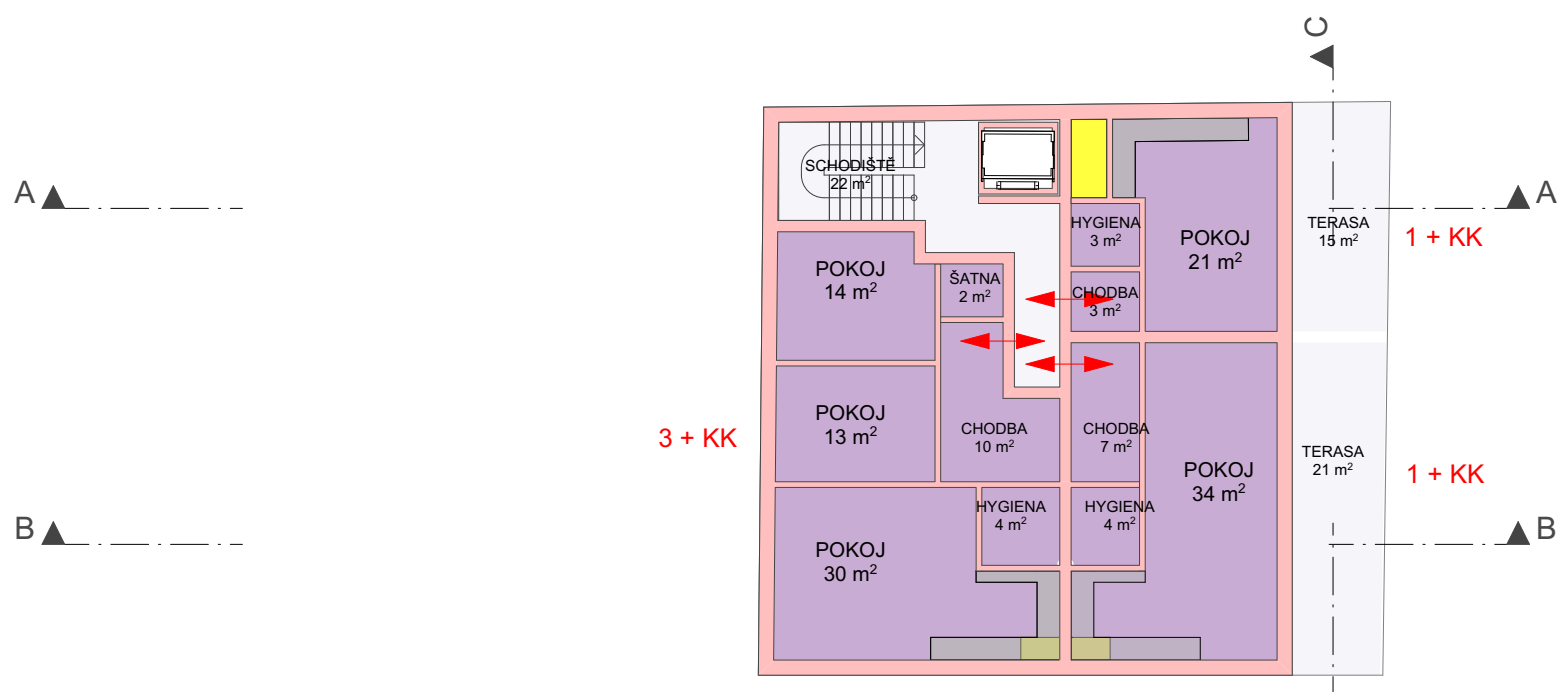 C
A
A
SCHODIŠTĚ
22 m²
HYGIENA
3 m²
POKOJ
21 m²
TERASA
15 m²
1 + KK
POKOJ
14 m²
ŠATNA
2 m²
CHODBA
3 m²
3 + KK
POKOJ
13 m²
CHODBA
10 m²
CHODBA
7 m²
POKOJ
34 m²
TERASA
21 m²
1 + KK
B
B
POKOJ
30 m²
HYGIENA
4 m²
HYGIENA
4 m²